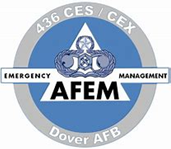 436 CES / CEX
EMERGENCY MANAGEMENT
AFEM
Dover AFB